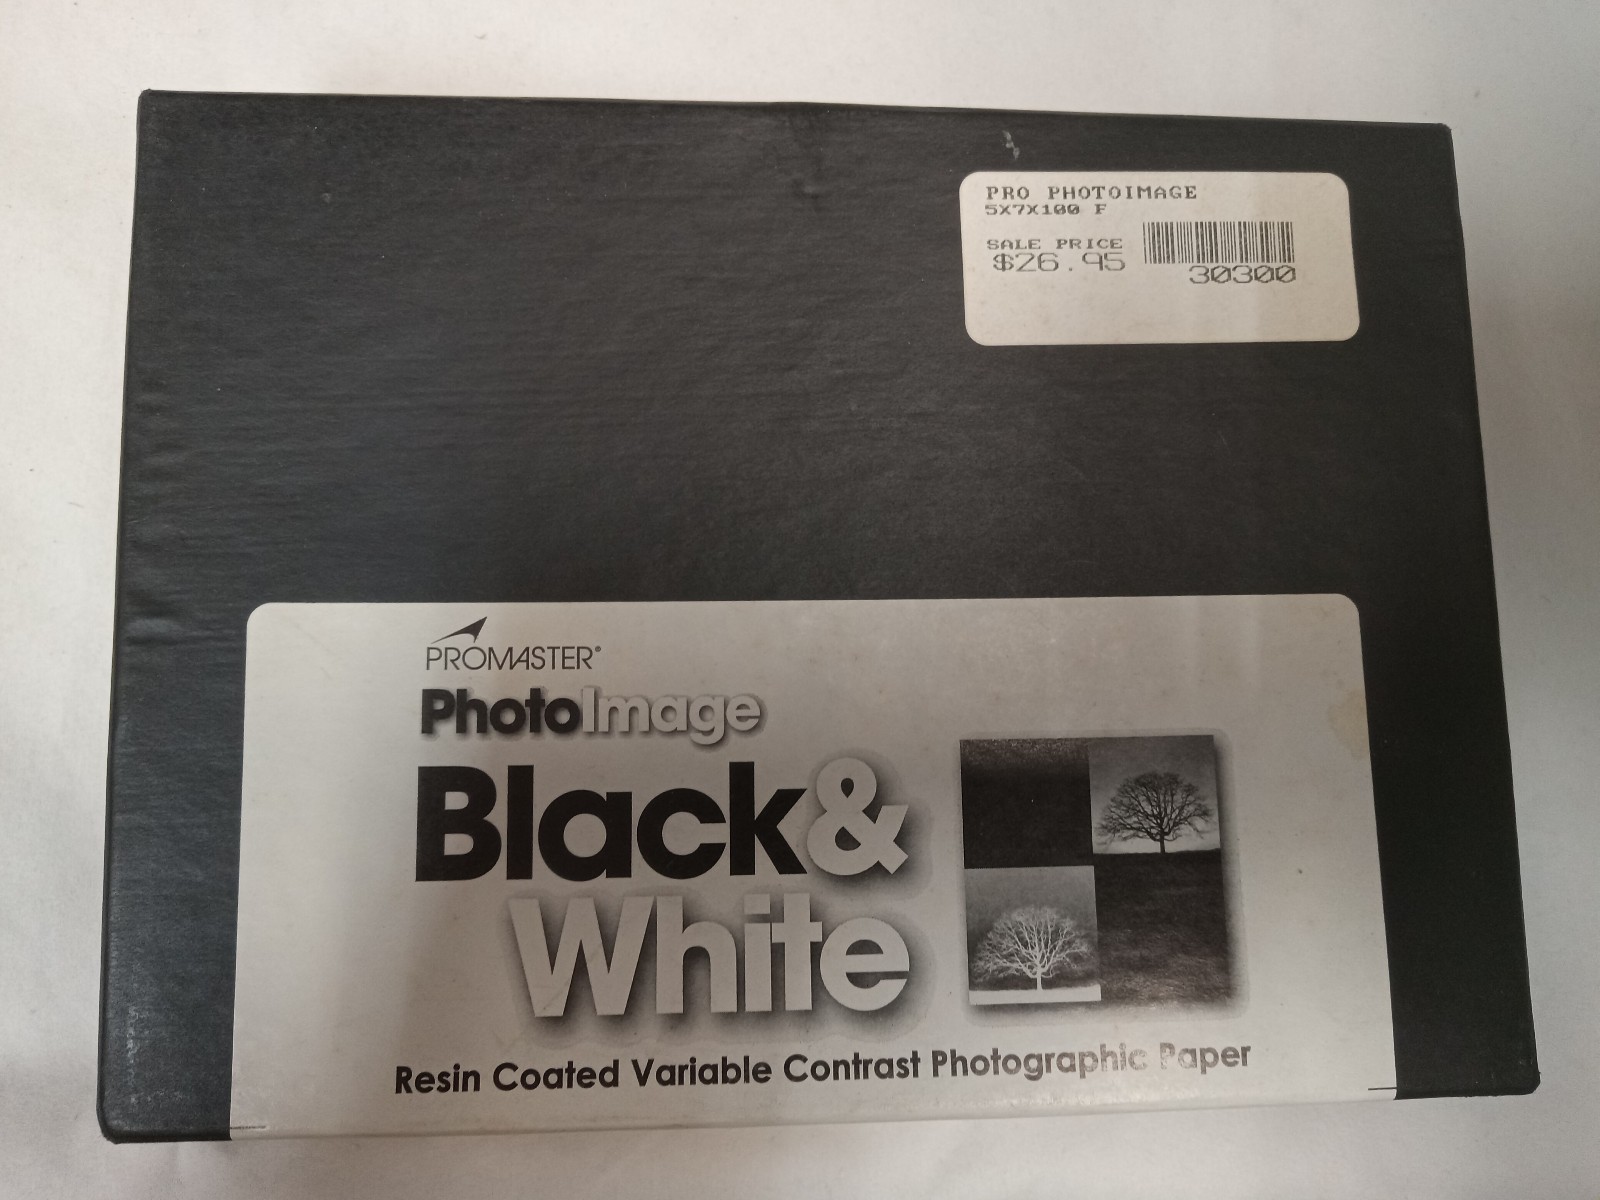 PRO PHOTOIMAGE
5X7X100 F
SALE PRICE
$26.95
30300
PROMASTER®
PhotoImage
Black&
White
Resin Coated Variable Contrast Photographic Paper